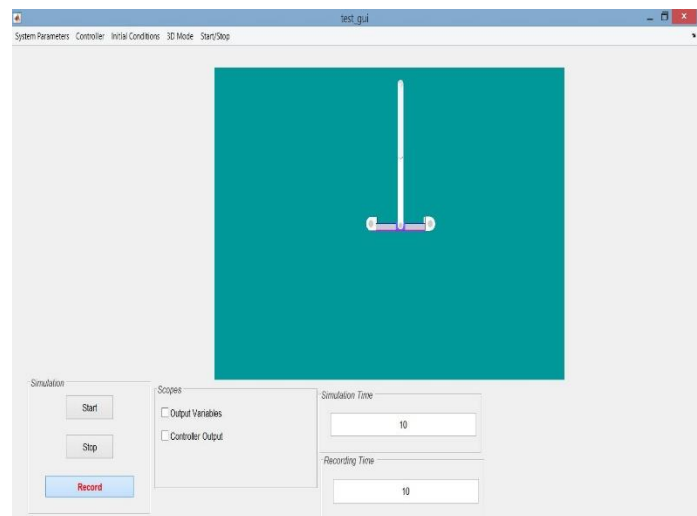 test_gui
System Parameters Controller Initial Conditions 3D Mode Start/Stop
Simulation
Start
Stop
Record
Scopes
Output Variables
Controller Output
Simulation Time
10
Recording Time
10